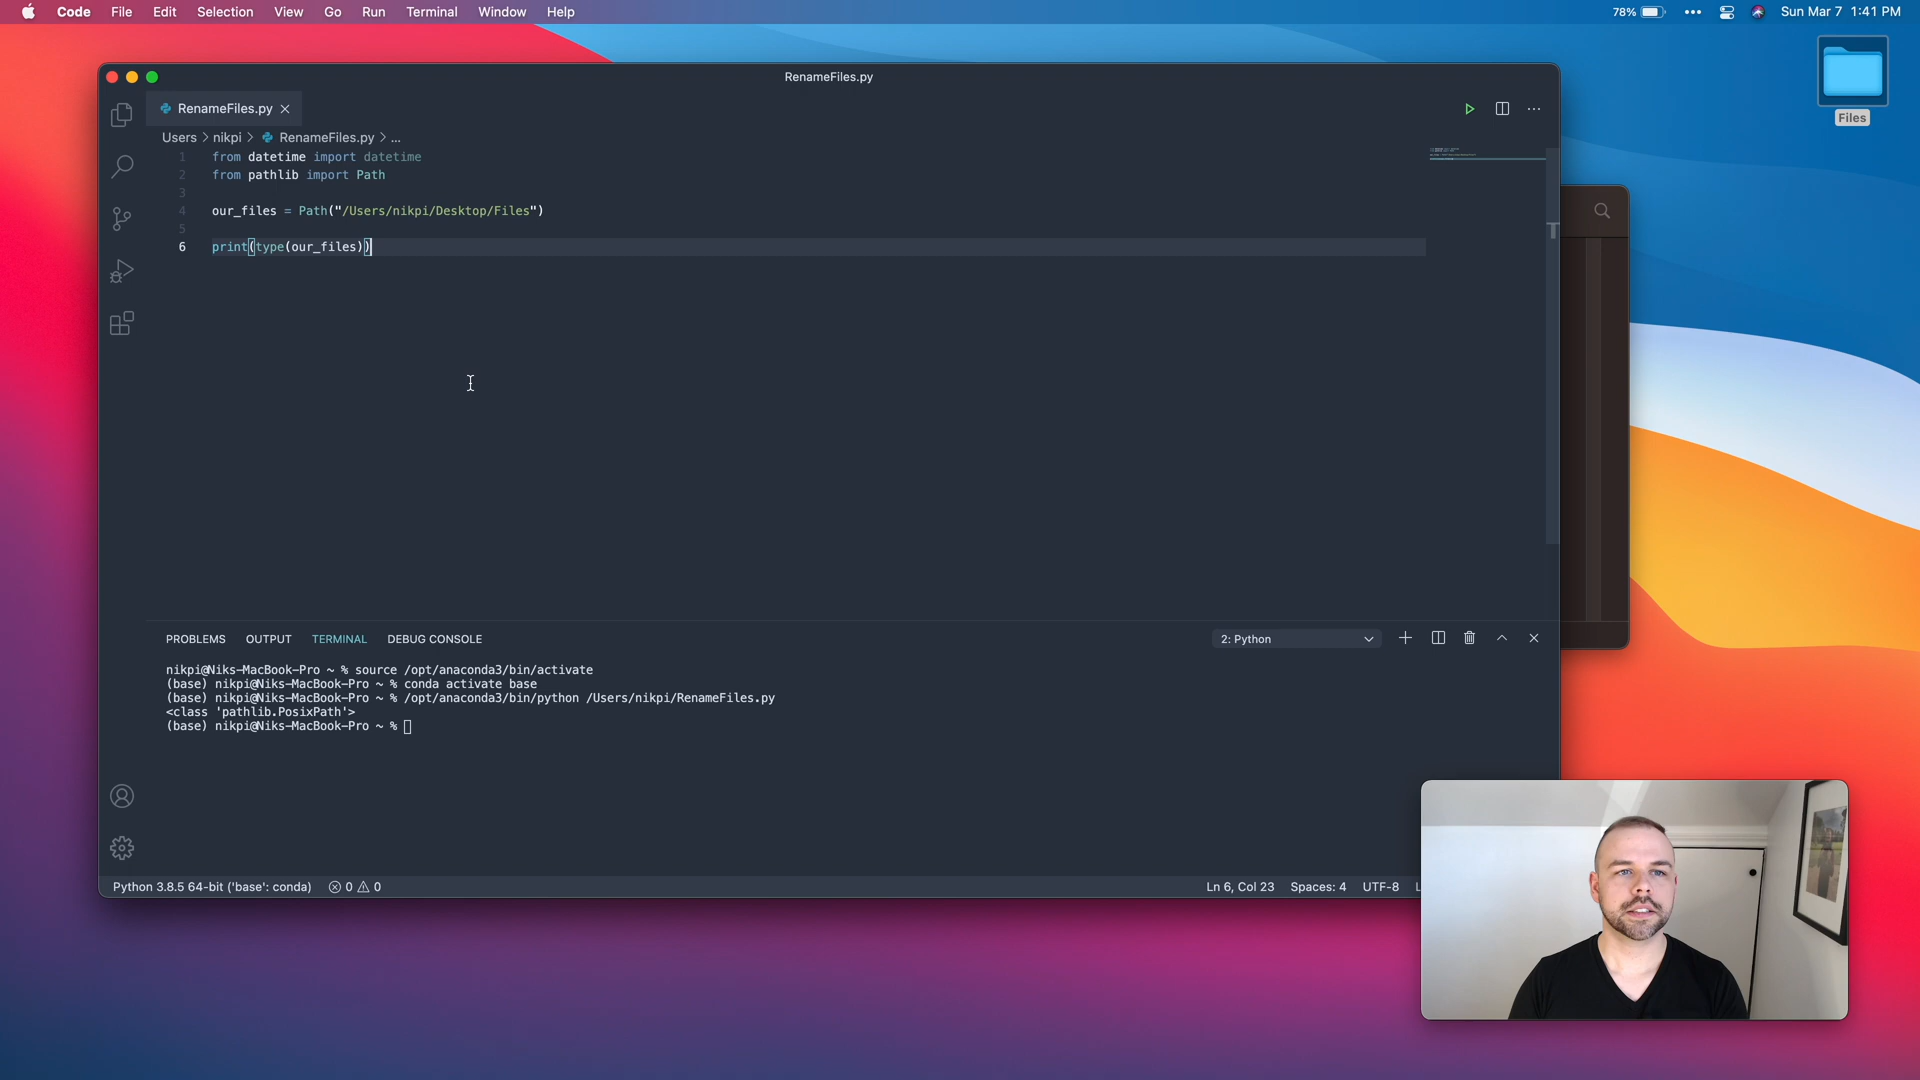 Code File Edit Selection View Go Run Terminal Window Help
78% Sun Mar 7 1:41 PM
Files
RenameFiles.py
RenameFiles.py
Users > nikpi > RenameFiles.py > ...
1 from datetime import datetime
2 from pathlib import Path
3
4 our_files = Path("/Users/nikpi/Desktop/Files")
5
6 print(type(our_files))
PROBLEMS OUTPUT TERMINAL DEBUG CONSOLE
2: Python
nikpi@Niks-MacBook-Pro ~ % source /opt/anaconda3/bin/activate
(base) nikpi@Niks-MacBook-Pro ~ % conda activate base
(base) nikpi@Niks-MacBook-Pro ~ % /opt/anaconda3/bin/python /Users/nikpi/RenameFiles.py
<class 'pathlib.PosixPath'>
(base) nikpi@Niks-MacBook-Pro ~ %
Python 3.8.5 64-bit ('base': conda) 0 0
Ln 6, Col 23 Spaces: 4 UTF-8